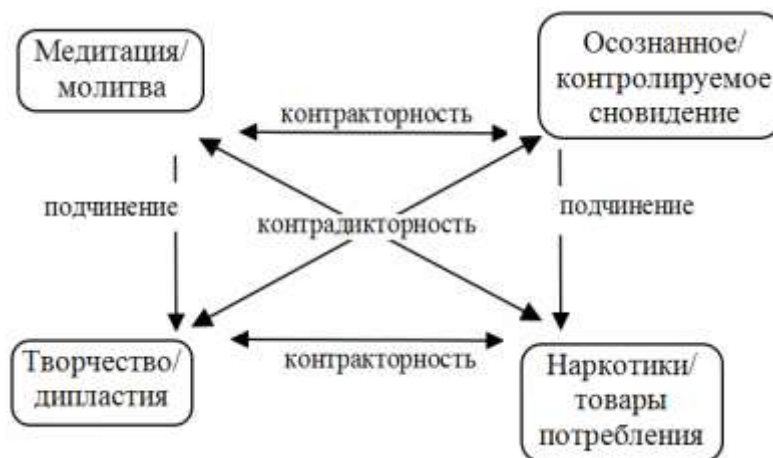 Медитация/
молитва
Осознанное/
контролируемое
сновидение
контракторность
подчинение
подчинение
контрадикторность
Творчество/
дипластия
контракторность
Наркотики/
товары
потребления